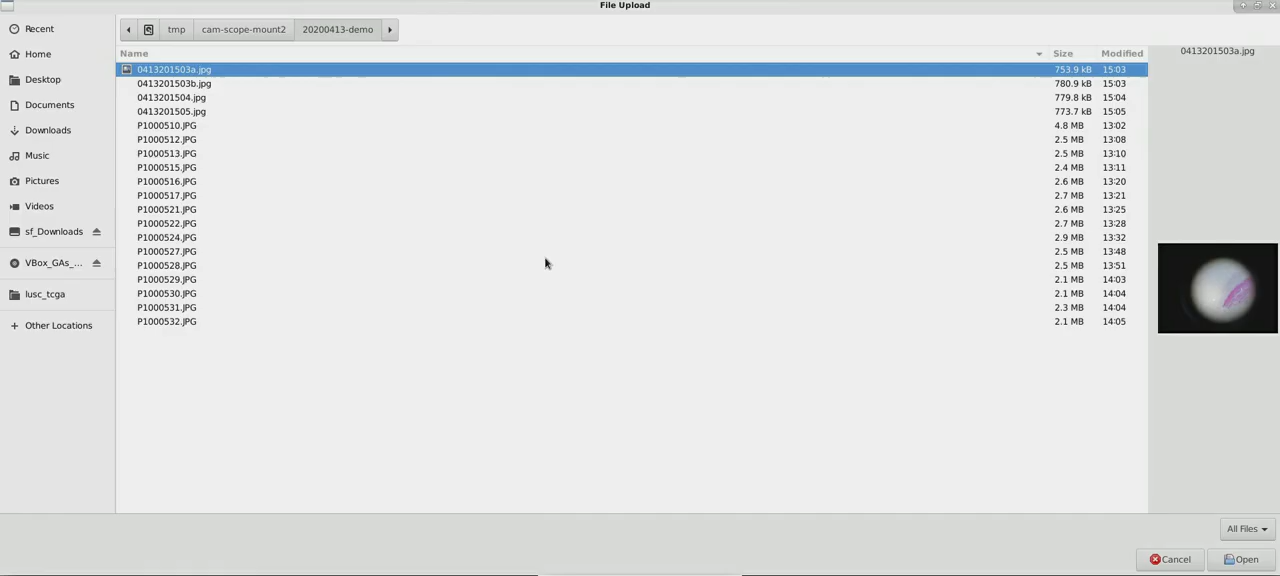 File Upload
Recent
Home
Desktop
Documents
Downloads
Music
Pictures
Videos
sf_Downloads
VBox_GAs_...
lusc_tcga
Other Locations
tmp cam-scope-mount2 20200413-demo
Name Size Modified
0413201503a.jpg 753.9 kB 15:03
0413201503b.jpg 780.9 kB 15:03
0413201504.jpg 779.8 kB 15:04
0413201505.jpg 773.7 kB 15:05
P1000510.JPG 4.8 MB 13:02
P1000512.JPG 2.5 MB 13:08
P1000513.JPG 2.5 MB 13:10
P1000515.JPG 2.4 MB 13:11
P1000516.JPG 2.6 MB 13:20
P1000517.JPG 2.7 MB 13:21
P1000521.JPG 2.6 MB 13:25
P1000522.JPG 2.7 MB 13:28
P1000524.JPG 2.9 MB 13:32
P1000527.JPG 2.5 MB 13:48
P1000528.JPG 2.5 MB 13:51
P1000529.JPG 2.1 MB 14:03
P1000530.JPG 2.1 MB 14:04
P1000531.JPG 2.3 MB 14:04
P1000532.JPG 2.1 MB 14:05
0413201503a.jpg
All Files
Cancel Open